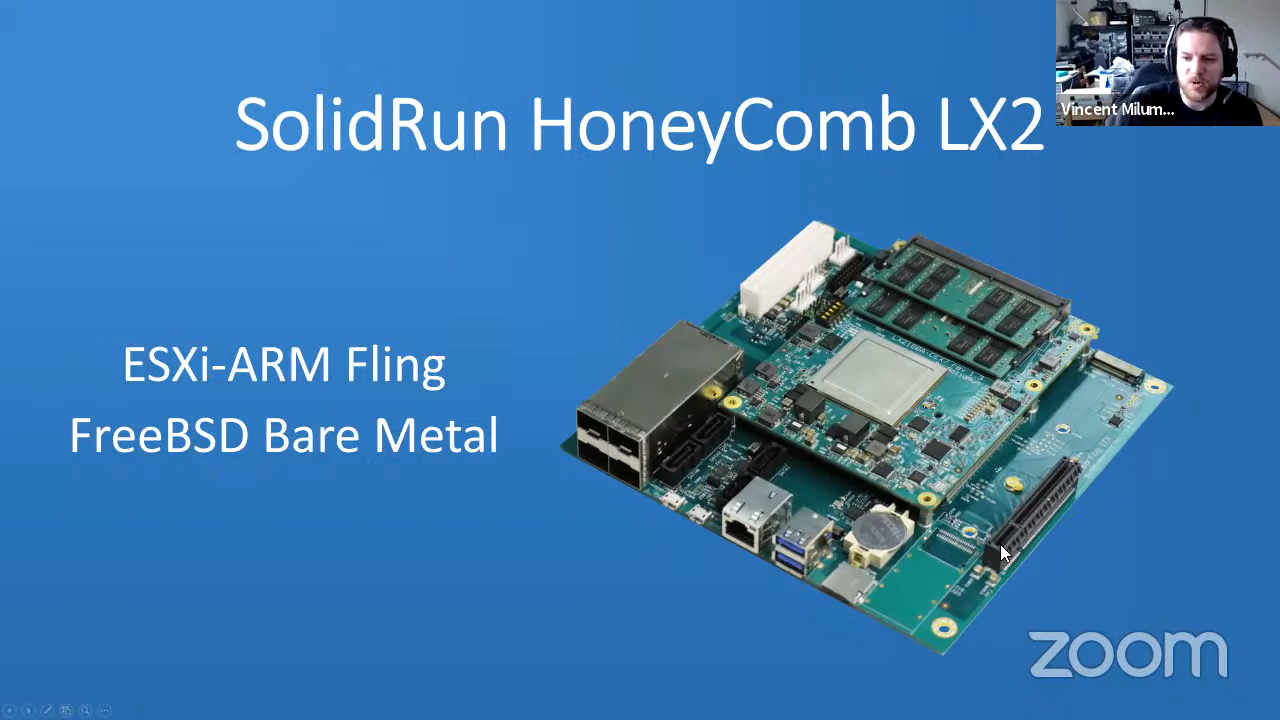 SolidRun HoneyComb LX2
Vincent Milum...
ESXi-ARM Fling
FreeBSD Bare Metal
zoom